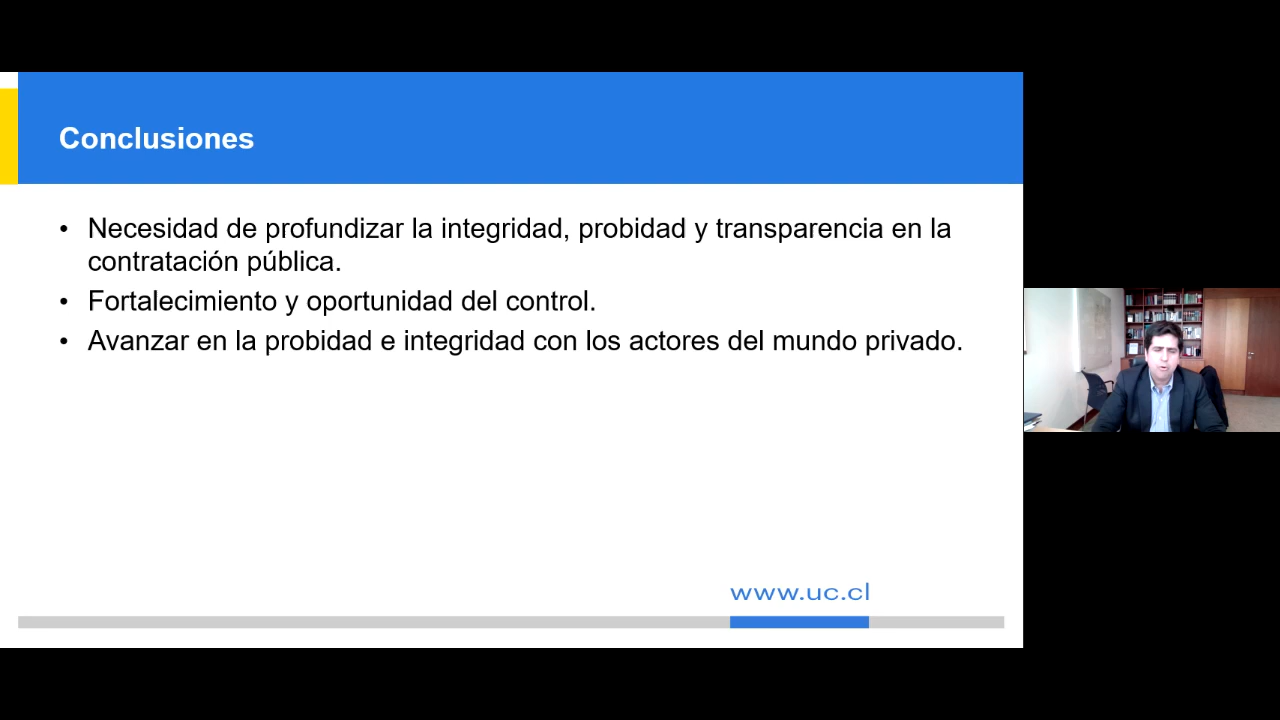 Conclusiones
• Necesidad de profundizar la integridad, probidad y transparencia en la
contratación pública.
• Fortalecimiento y oportunidad del control.
• Avanzar en la probidad e integridad con los actores del mundo privado.
www.uc.cl